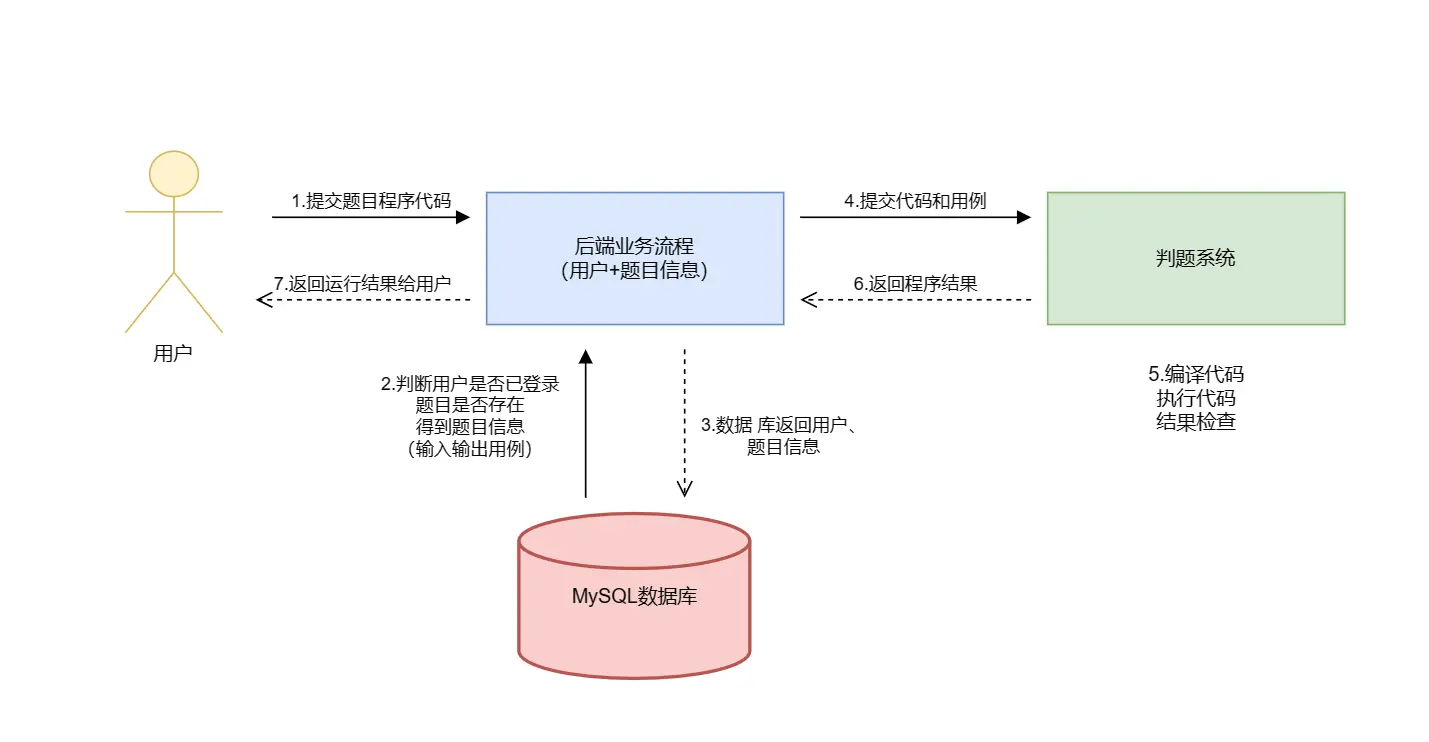 1.提交题目程序代码
4.提交代码和用例
后端业务流程
（用户+题目信息）
判题系统
7.返回运行结果给用户
6.返回程序结果
用户
2.判断用户是否已登录
题目是否存在
得到题目信息
（输入输出用例）
3.数据 库返回用户、
题目信息
5.编译代码
执行代码
结果检查
MySQL数据库